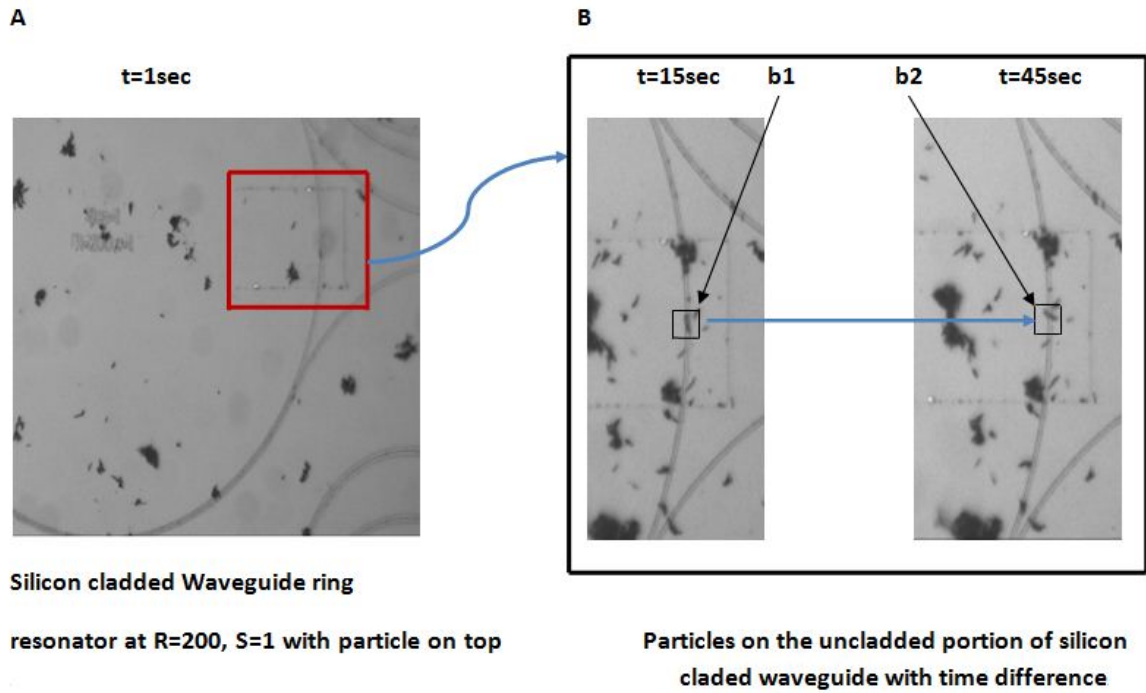 A
B
t=1sec
t=15sec b1 b2 t=45sec
Silicon cladded Waveguide ring
resonator at R=200, S=1 with particle on top
Particles on the uncladded portion of silicon
claded waveguide with time difference